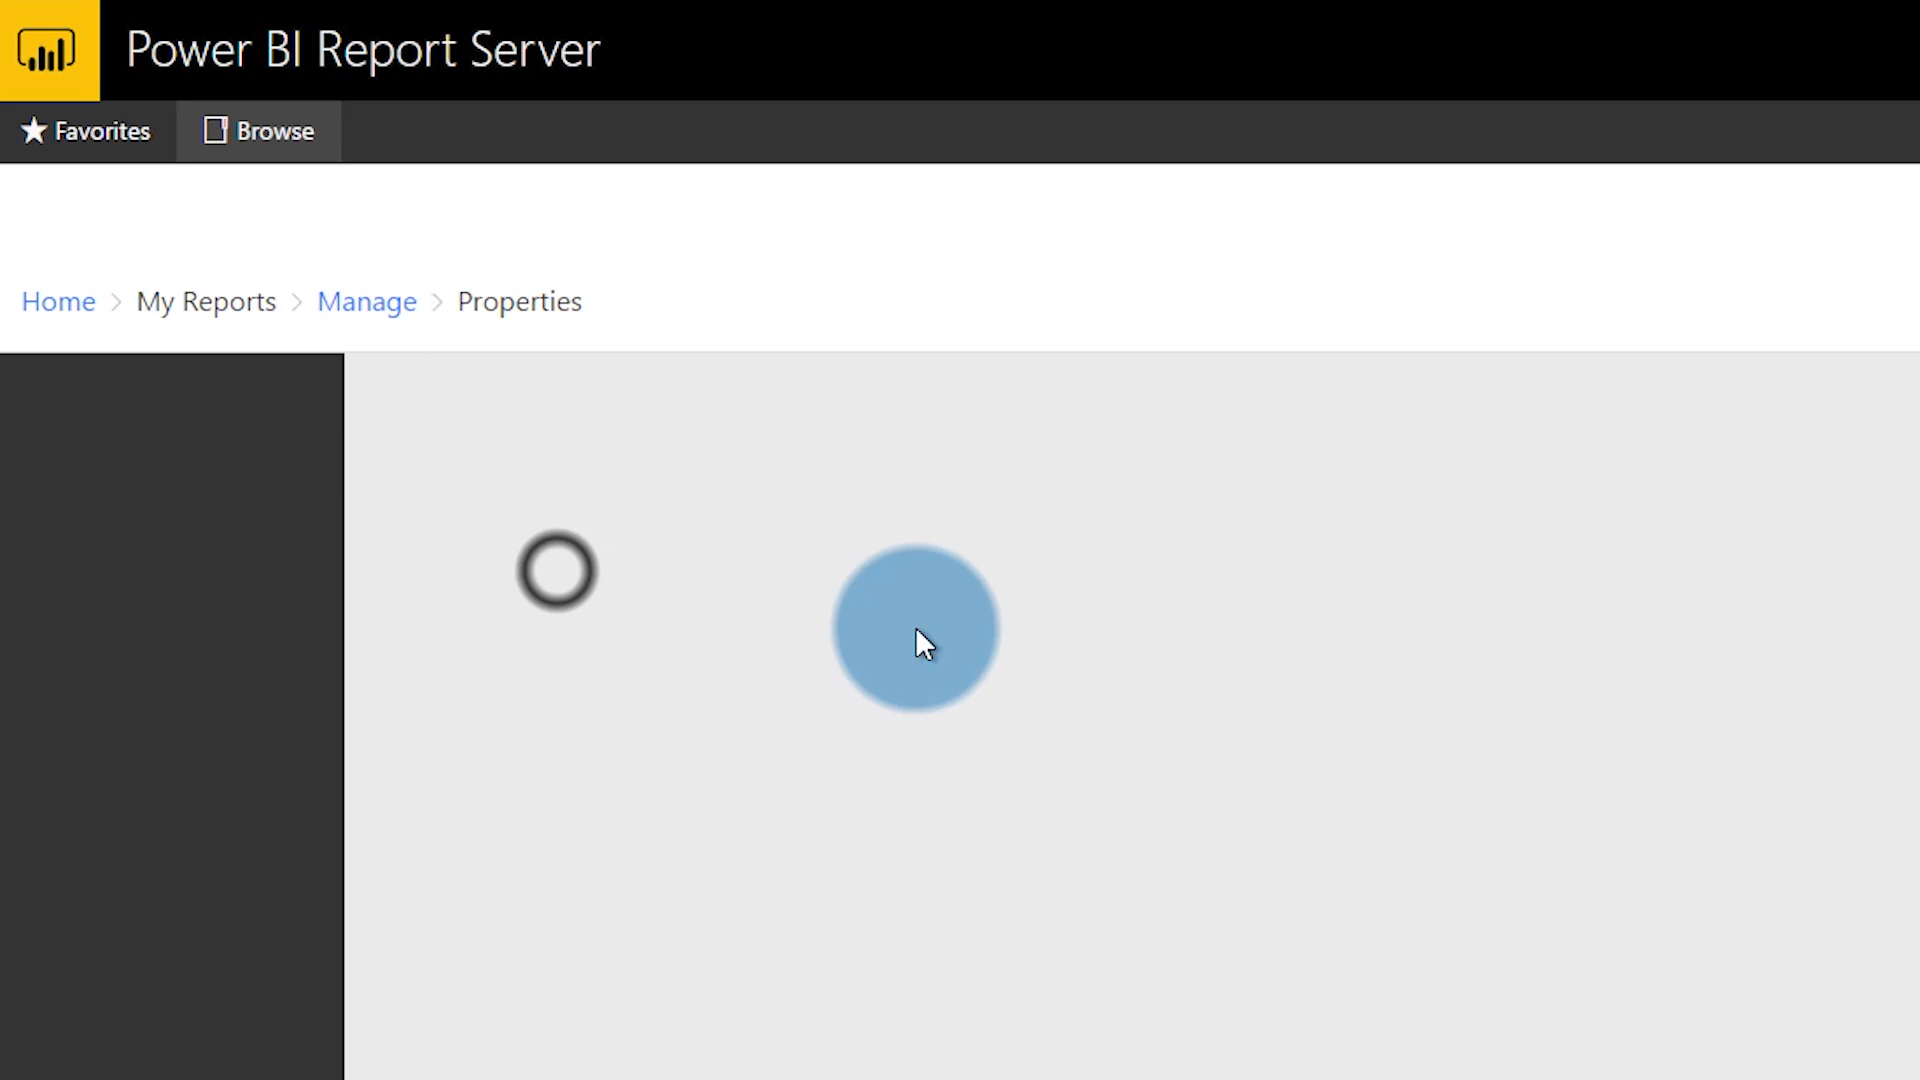 Power BI Report Server
Favorites Browse
Home > My Reports > Manage > Properties